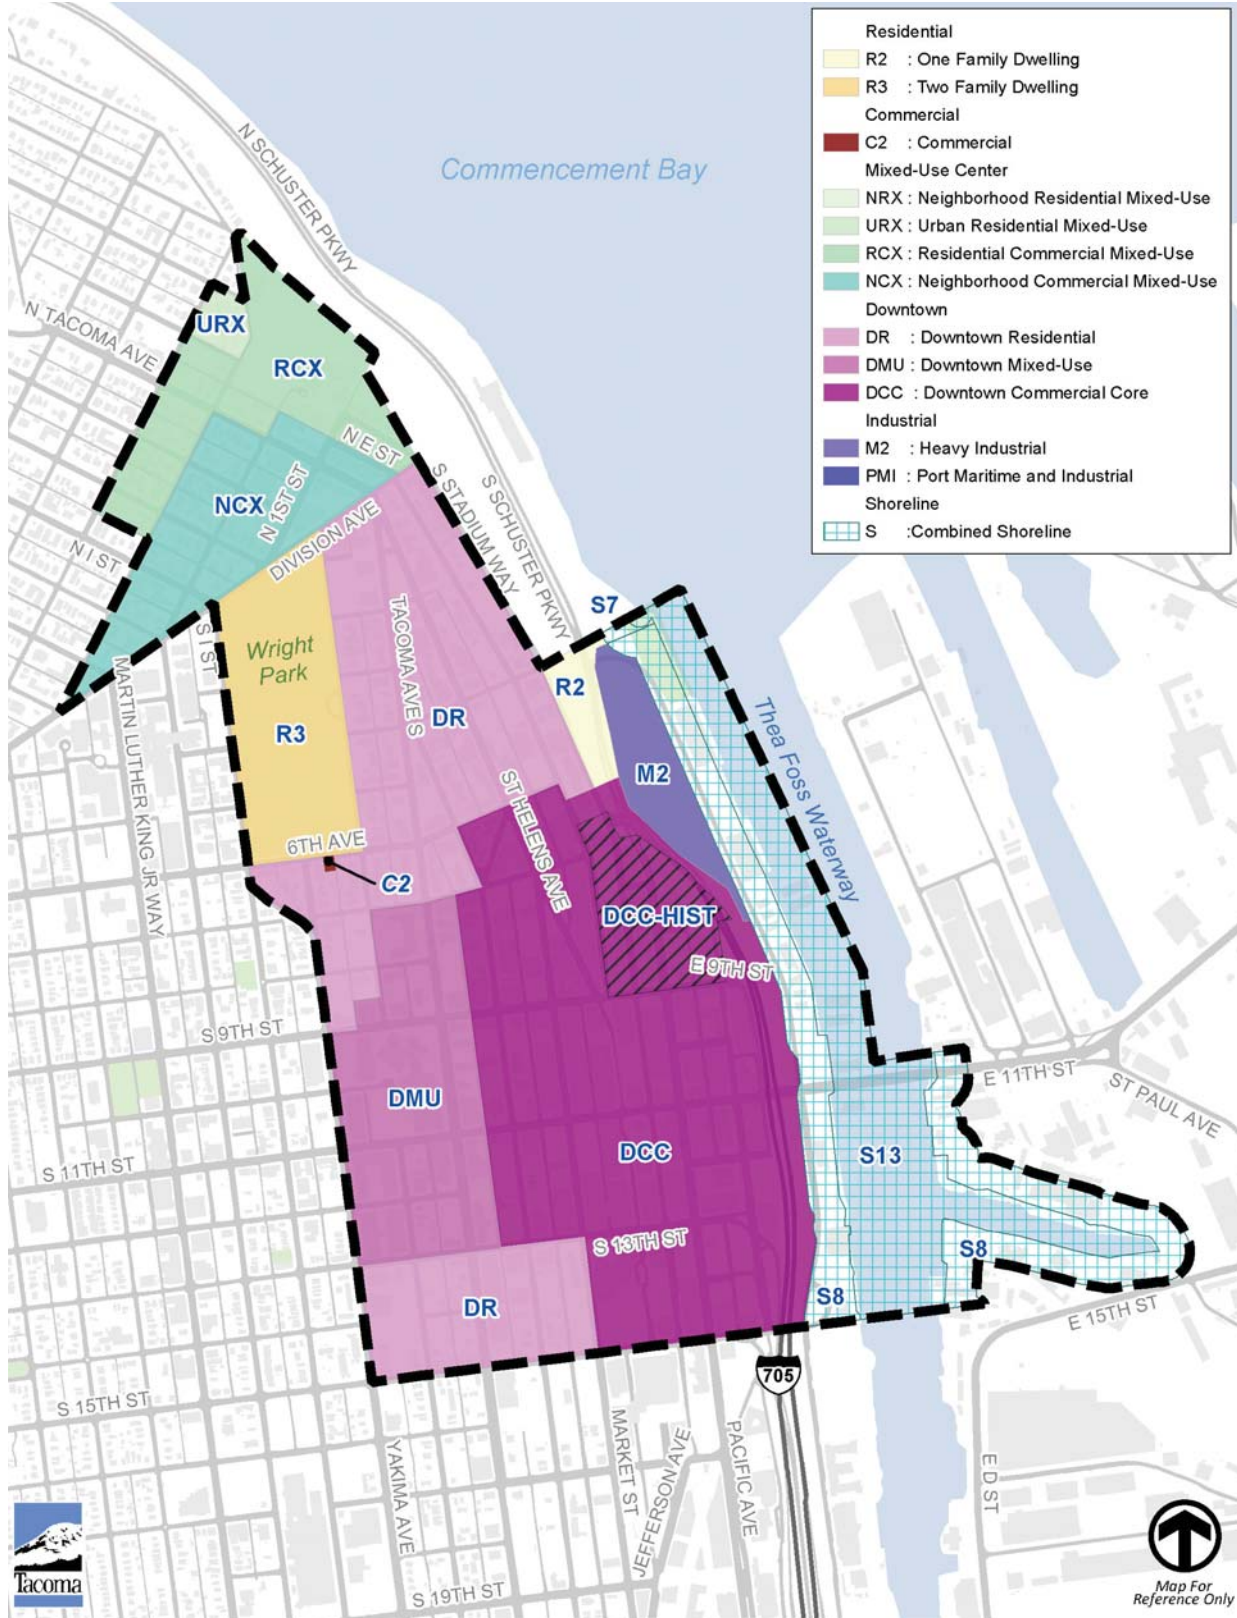 Residential
R2 : One Family Dwelling
R3 : Two Family Dwelling
Commercial
C2 : Commercial
Mixed-Use Center
NRX : Neighborhood Residential Mixed-Use
URX : Urban Residential Mixed-Use
RCX : Residential Commercial Mixed-Use
NCX : Neighborhood Commercial Mixed-Use
Downtown
DR : Downtown Residential
DMU : Downtown Mixed-Use
DCC : Downtown Commercial Core
Industrial
M2 : Heavy Industrial
PMI : Port Maritime and Industrial
Shoreline
S :Combined Shoreline
Commencement Bay
N SCHUSTER PKWY
N TACOMA AVE
URX
RCX
N E ST
NCX
N 1ST ST
DIVISION AVE
N I ST
S STADIUM WAY
S SCHUSTER PKWY
S7
S I ST
Wright
Park
TACOMA AVE S
MARTIN LUTHER KING JR WAY
R2
R3
DR
M2
Thea Foss Waterway
6TH AVE
ST HELENS AVE
C2
DCC-HIST
E 9TH ST
S 9TH ST
E 11TH ST
ST PAUL AVE
DMU
DCC
S13
S 11TH ST
S 13TH ST
S8
S8
DR
E 15TH ST
705
S 15TH ST
YAKIMA AVE
MARKET ST
JEFFERSON AVE
PACIFIC AVE
E D ST
S 19TH ST
Tacoma
Map For
Reference Only